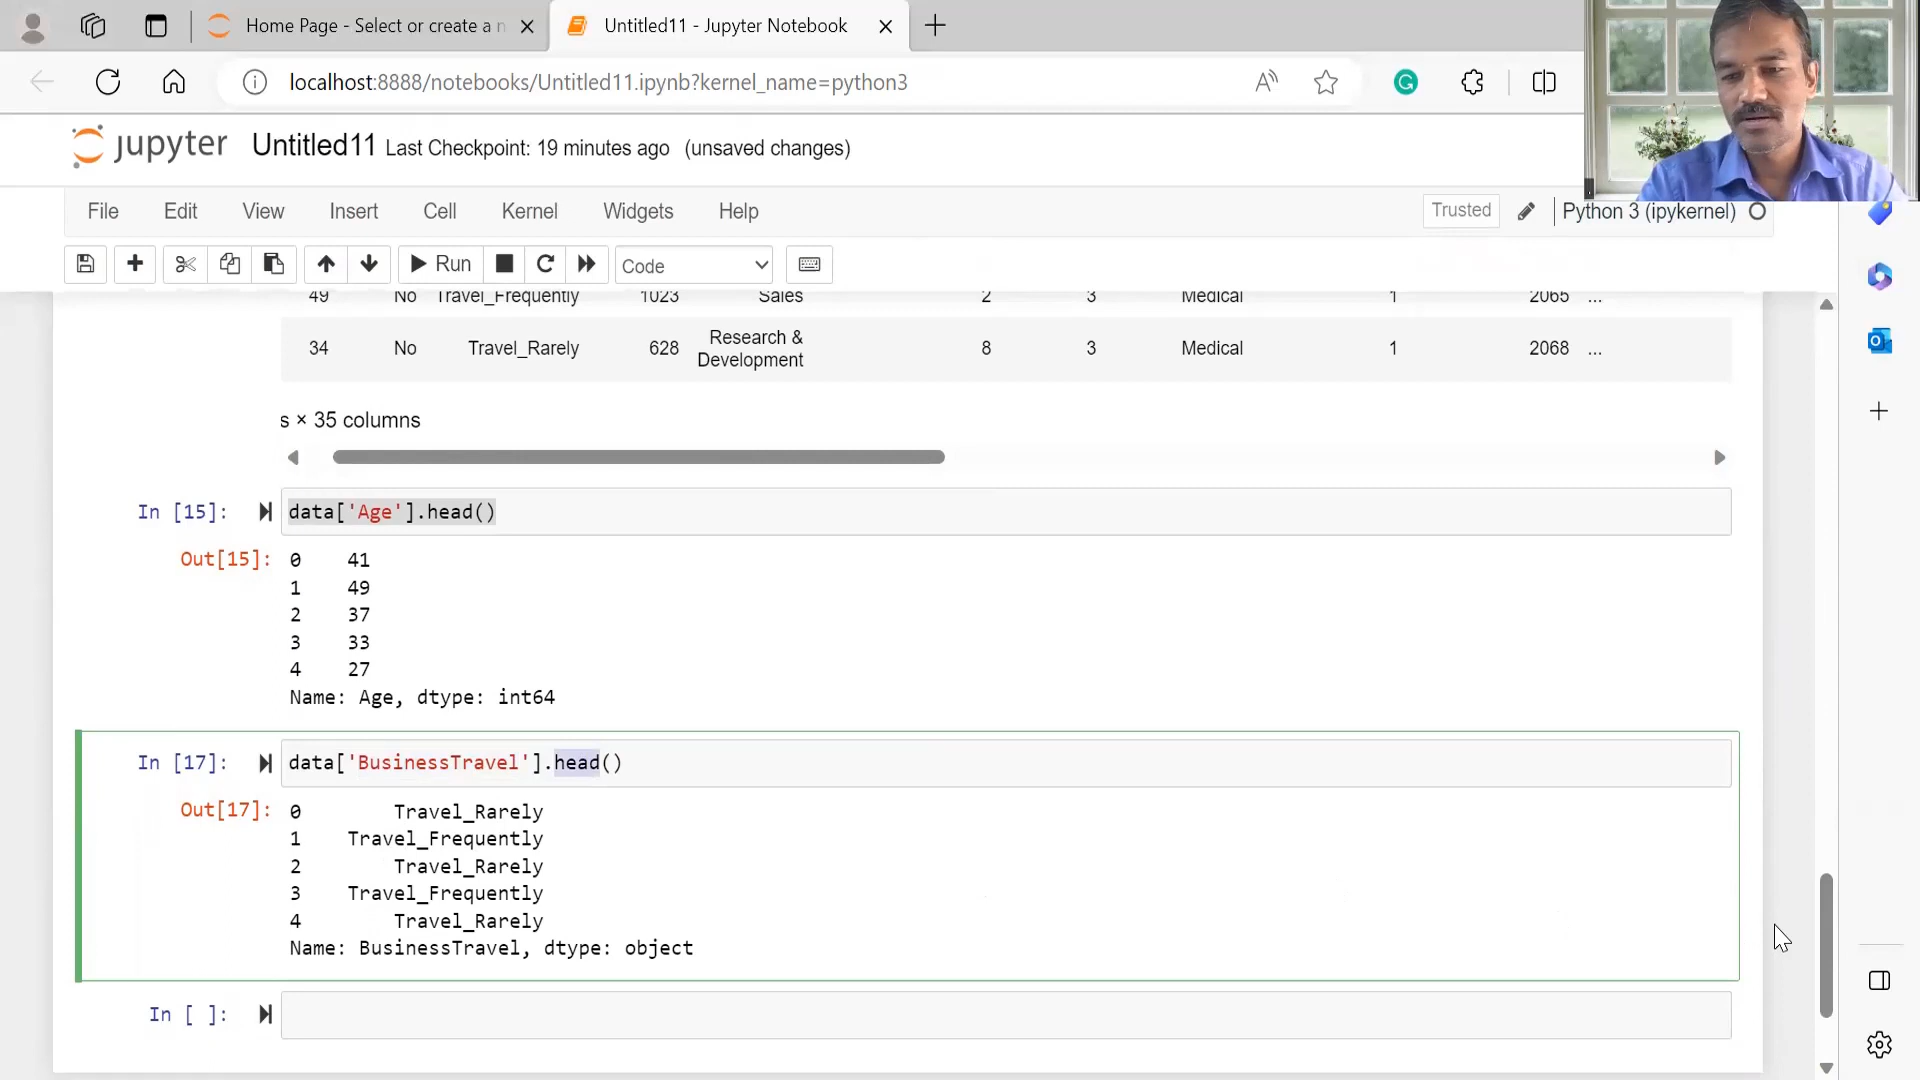 Home Page - Select or create a n
Untitled11 - Jupyter Notebook
localhost:8888/notebooks/Untitled11.ipynb?kernel_name=python3
jupyter Untitled11 Last Checkpoint: 19 minutes ago (unsaved changes)
File Edit View Insert Cell Kernel Widgets Help Trusted Python 3 (ipykernel)
Run Code
49 No Travel_Frequently 1023 Sales 2 3 Medical 1 2065 ...
34 No Travel_Rarely 628 Research & Development 8 3 Medical 1 2068 ...
s × 35 columns
In [15]: data['Age'].head()
Out[15]: 0 41
1 49
2 37
3 33
4 27
Name: Age, dtype: int64
In [17]: data['BusinessTravel'].head()
Out[17]: 0 Travel_Rarely
1 Travel_Frequently
2 Travel_Rarely
3 Travel_Frequently
4 Travel_Rarely
Name: BusinessTravel, dtype: object
In [ ]: